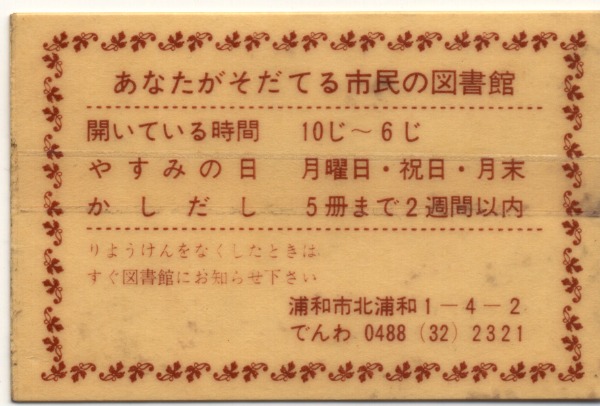 あなたがそだてる市民の図書館
開いている時間 10じ～6じ
やすみの日 月曜日・祝日・月末
かしだし 5冊まで2週間以内
りようけんをなくしたときは
すぐ図書館にお知らせ下さい
浦和市北浦和1－4－2
でんわ 0488(32)2321